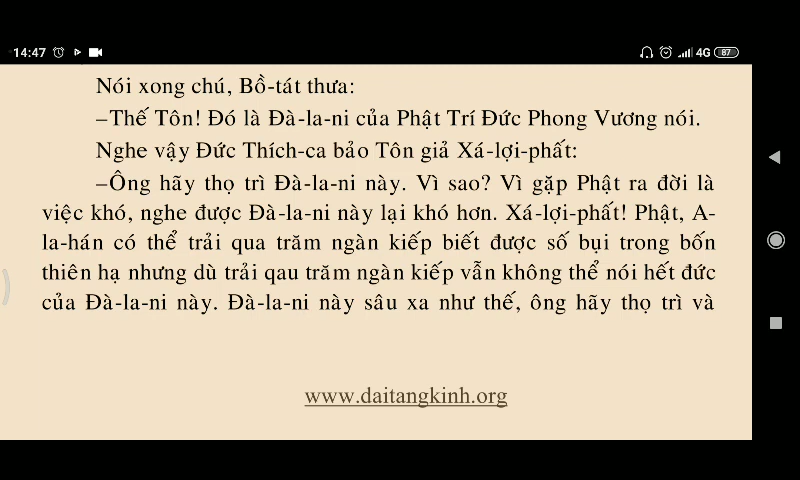 14:47
4G 87
Nói xong chú, Bồ-tát thưa:
–Thế Tôn! Đó là Đà-la-ni của Phật Trí Đức Phong Vương nói.
Nghe vậy Đức Thích-ca bảo Tôn giả Xá-lợi-phất:
–Ông hãy thọ trì Đà-la-ni này. Vì sao? Vì gặp Phật ra đời là
việc khó, nghe được Đà-la-ni này lại khó hơn. Xá-lợi-phất! Phật, A-
la-hán có thể trải qua trăm ngàn kiếp biết được số bụi trong bốn
thiên hạ nhưng dù trải qau trăm ngàn kiếp vẫn không thể nói hết đức
của Đà-la-ni này. Đà-la-ni này sâu xa như thế, ông hãy thọ trì và
www.daitangkinh.org